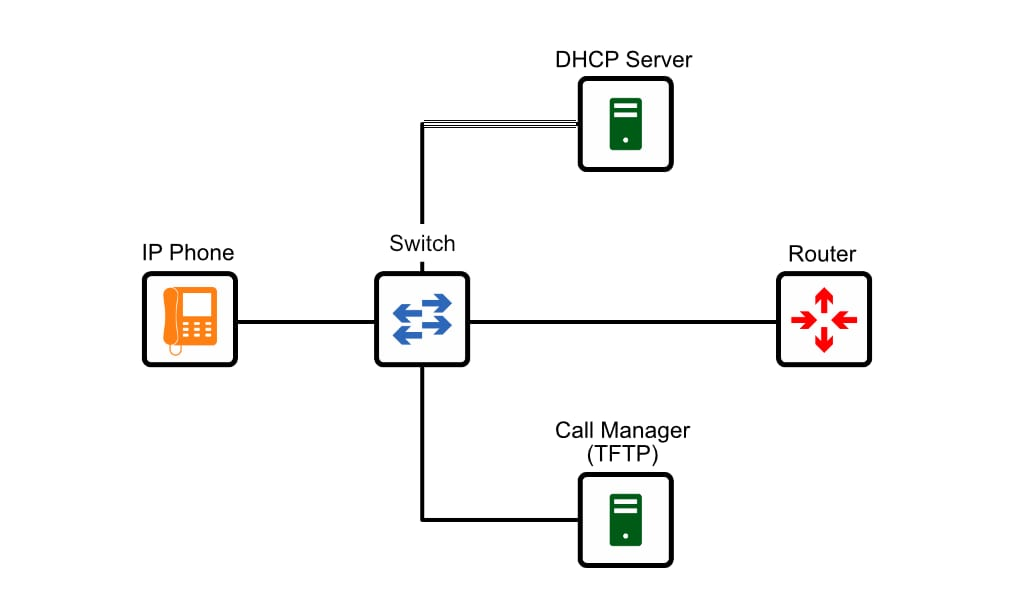 DHCP Server
Switch
IP Phone
Router
Call Manager
(TFTP)